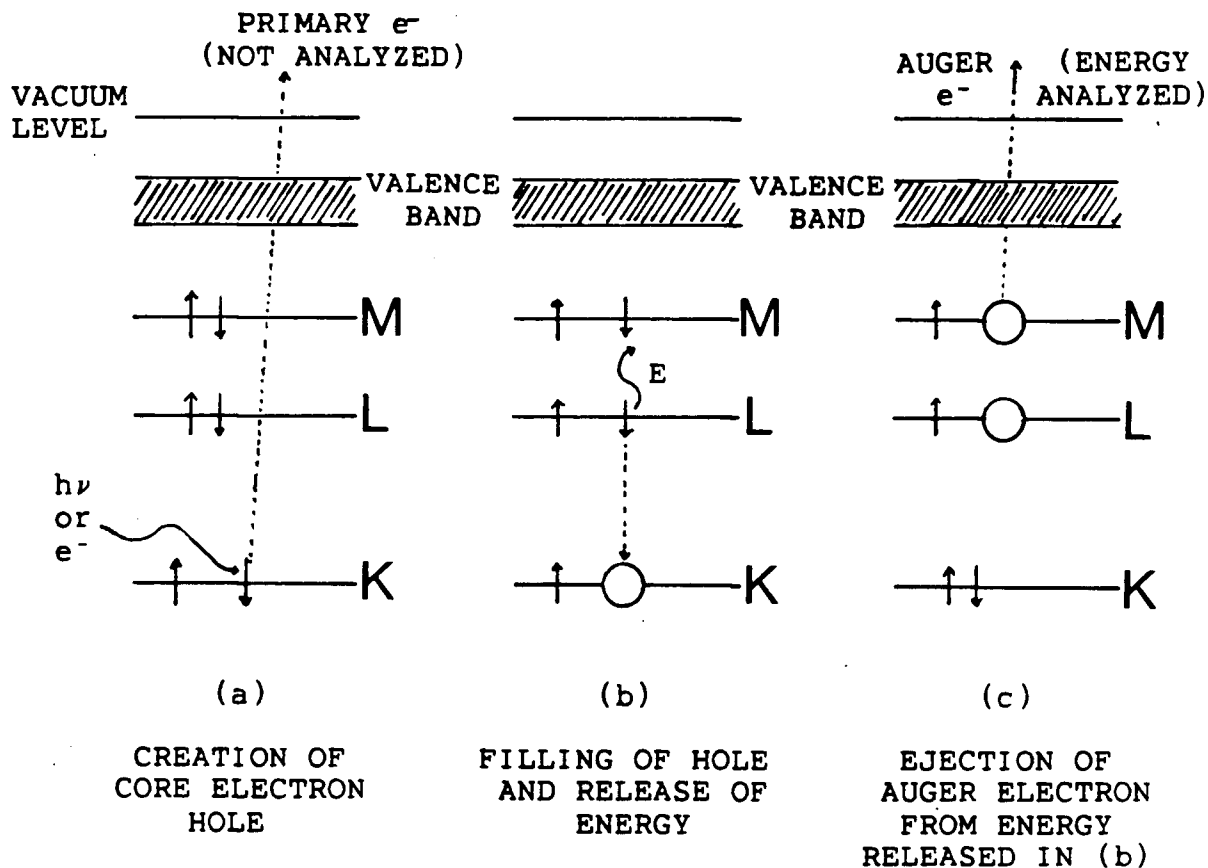 PRIMARY e⁻
(NOT ANALYZED)
VACUUM
LEVEL
VALENCE
BAND
M
L
hν
or
e⁻
K
(a)
CREATION OF
CORE ELECTRON
HOLE
VALENCE
BAND
M
E
L
K
(b)
FILLING OF HOLE
AND RELEASE OF
ENERGY
AUGER
e⁻
(ENERGY
ANALYZED)
M
L
K
(c)
EJECTION OF
AUGER ELECTRON
FROM ENERGY
RELEASED IN (b)